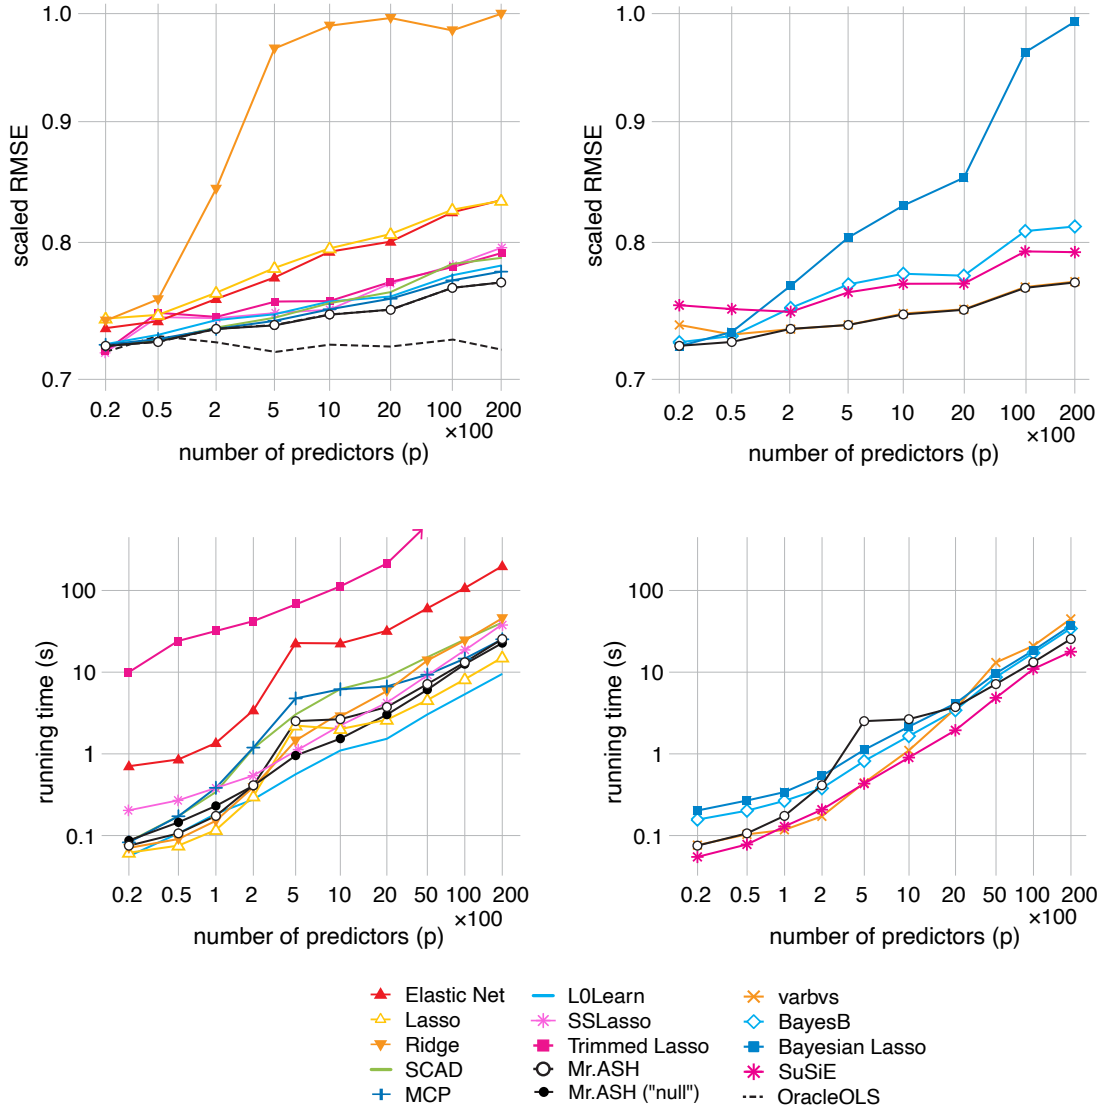 1.0
0.9
0.8
0.7
scaled RMSE
0.2 0.5 2 5 10 20 100 200
×100
number of predictors (p)
1.0
0.9
0.8
0.7
scaled RMSE
0.2 0.5 2 5 10 20 100 200
×100
number of predictors (p)
100
10
1
0.1
running time (s)
0.2 0.5 1 2 5 10 20 50 100 200
×100
number of predictors (p)
100
10
1
0.1
running time (s)
0.2 0.5 1 2 5 10 20 50 100 200
×100
number of predictors (p)
Elastic Net
Lasso
Ridge
SCAD
MCP
L0Learn
SSLasso
Trimmed Lasso
Mr.ASH
Mr.ASH ("null")
varbvs
BayesB
Bayesian Lasso
SuSiE
OracleOLS